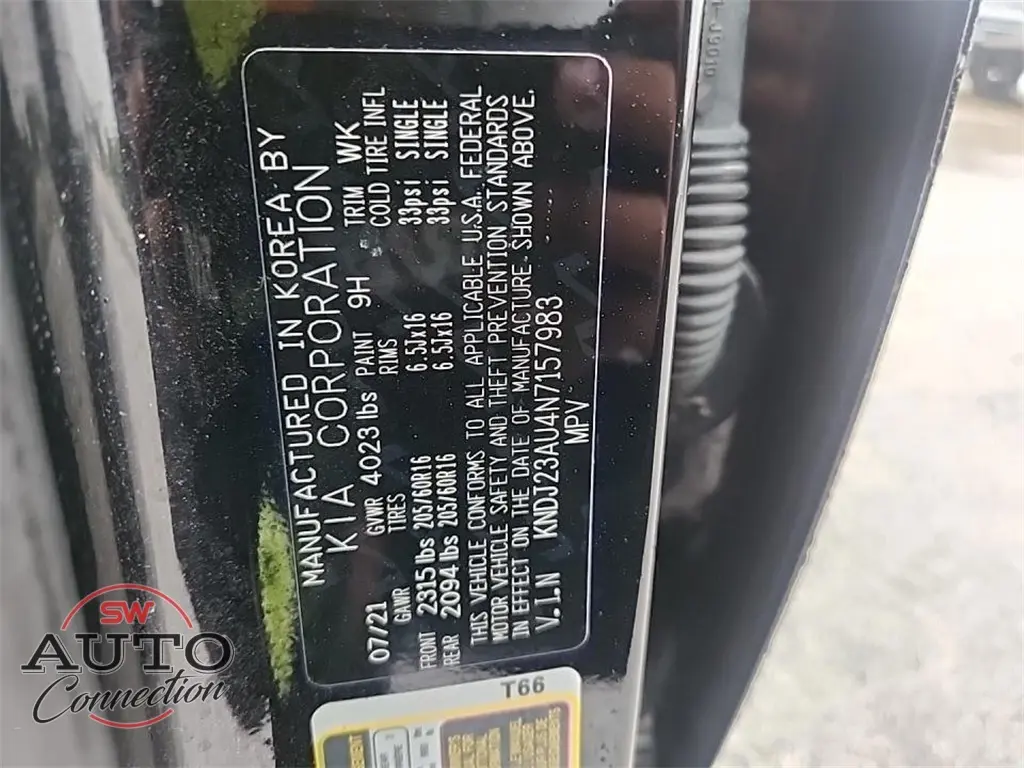 MANUFACTURED IN KOREA BY
KIA CORPORATION
07/21 GVWR 4023 lbs PAINT 9H TRIM WK
GAWR TIRES RIMS COLD TIRE INFL
FRONT 2315 lbs 205/60R16 6.5Jx16 33psi SINGLE
REAR 2094 lbs 205/60R16 6.5Jx16 33psi SINGLE
THIS VEHICLE CONFORMS TO ALL APPLICABLE U.S.A. FEDERAL
MOTOR VEHICLE SAFETY AND THEFT PREVENTION STANDARDS
IN EFFECT ON THE DATE OF MANUFACTURE SHOWN ABOVE.
V.I.N KNDJ23AU4N7157983
MPV
T66
SW
AUTO
Connection